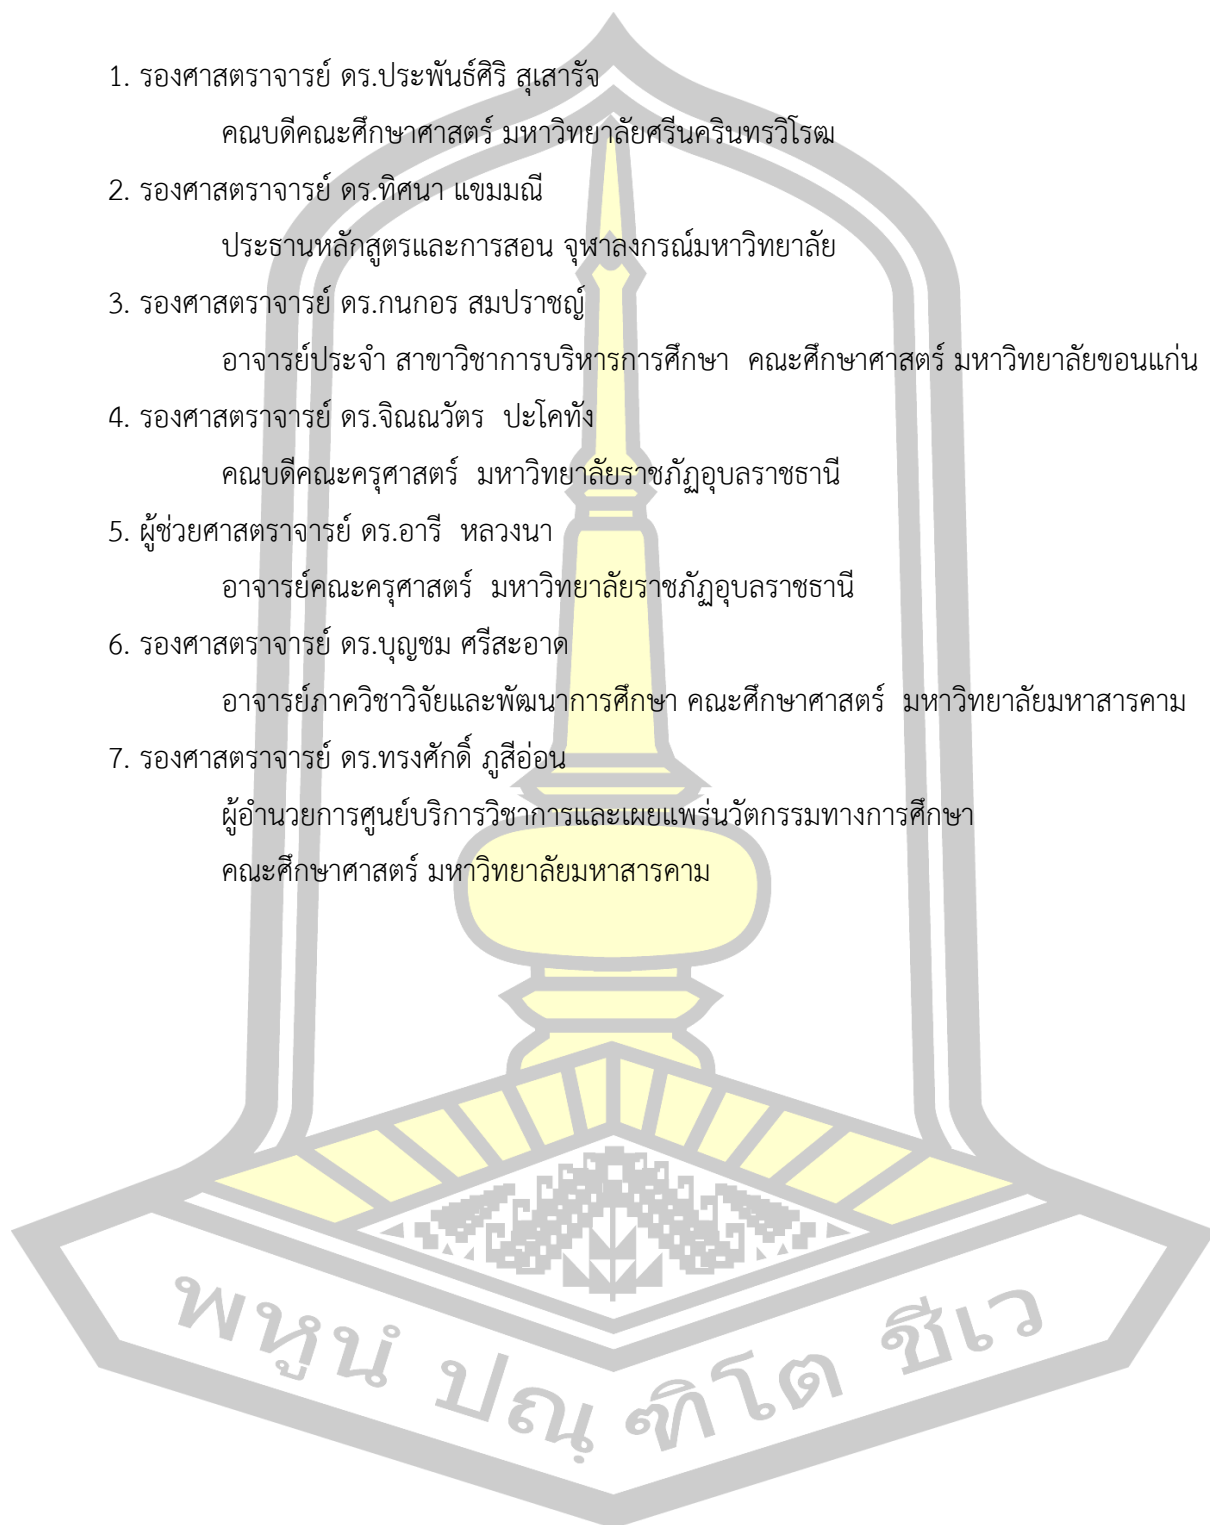 1. รองศาสตราจารย์ ดร.ประพันธ์ศิริ สุเสารัจ
คณบดีคณะศึกษาศาสตร์ มหาวิทยาลัยศรีนครินทรวิโรฒ
2. รองศาสตราจารย์ ดร.ทิศนา แขมมณี
ประธานหลักสูตรและการสอน จุฬาลงกรณ์มหาวิทยาลัย
3. รองศาสตราจารย์ ดร.กนกอร สมปราชญ์
อาจารย์ประจำ สาขาวิชาการบริหารการศึกษา  คณะศึกษาศาสตร์ มหาวิทยาลัยขอนแก่น
4. รองศาสตราจารย์ ดร.จิณณวัตร  ปะโคทัง
คณบดีคณะครุศาสตร์  มหาวิทยาลัยราชภัฏอุบลราชธานี
5. ผู้ช่วยศาสตราจารย์ ดร.อารี  หลวงนา
อาจารย์คณะครุศาสตร์  มหาวิทยาลัยราชภัฏอุบลราชธานี
6. รองศาสตราจารย์ ดร.บุญชม ศรีสะอาด
อาจารย์ภาควิชาวิจัยและพัฒนาการศึกษา คณะศึกษาศาสตร์  มหาวิทยาลัยมหาสารคาม
7. รองศาสตราจารย์ ดร.ทรงศักดิ์ ภูสีอ่อน
ผู้อำนวยการศูนย์บริการวิชาการและเผยแพร่นวัตกรรมทางการศึกษา
คณะศึกษาศาสตร์ มหาวิทยาลัยมหาสารคาม
พหูนํ ปณฺ ฑิโต ชีเว